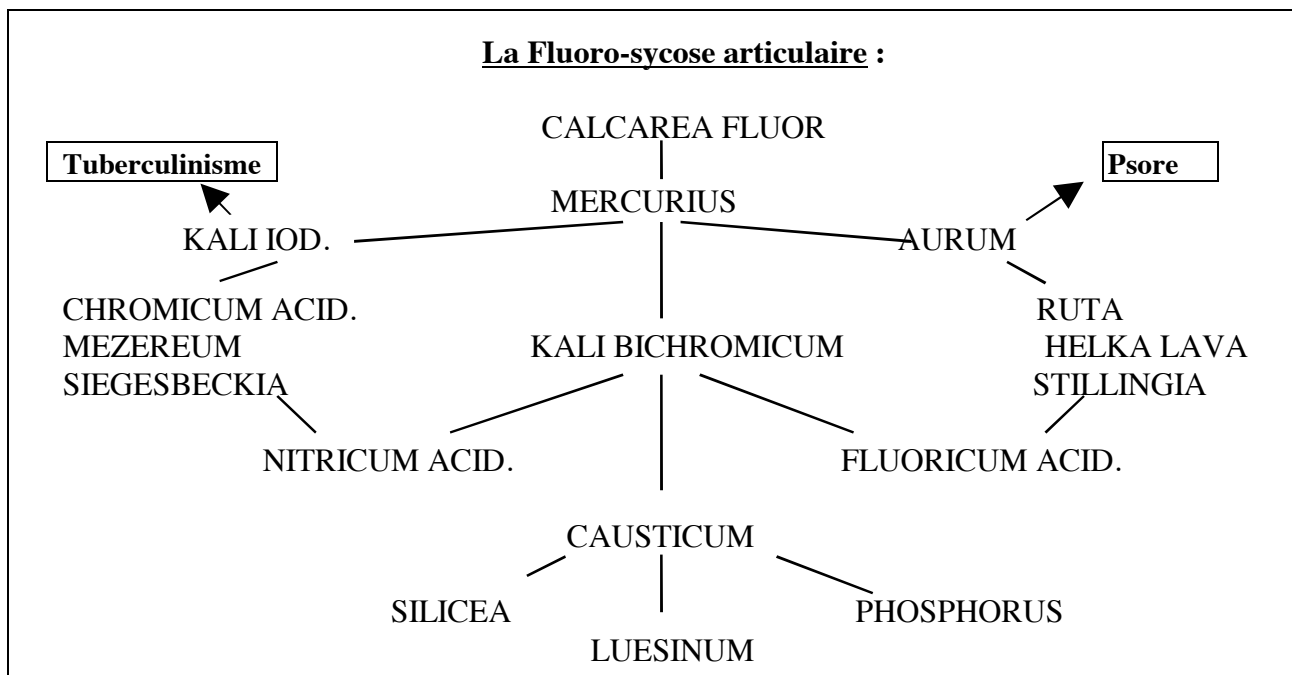 La Fluoro-sycose articulaire :
CALCAREA FLUOR
Tuberculinisme
Psore
MERCURIUS
KALI IOD.
AURUM
CHROMICUM ACID.
RUTA
MEZEREUM
KALI BICHROMICUM
HELKA LAVA
SIEGESBECKIA
STILLINGIA
NITRICUM ACID.
FLUORICUM ACID.
CAUSTICUM
SILICEA
PHOSPHORUS
LUESINUM